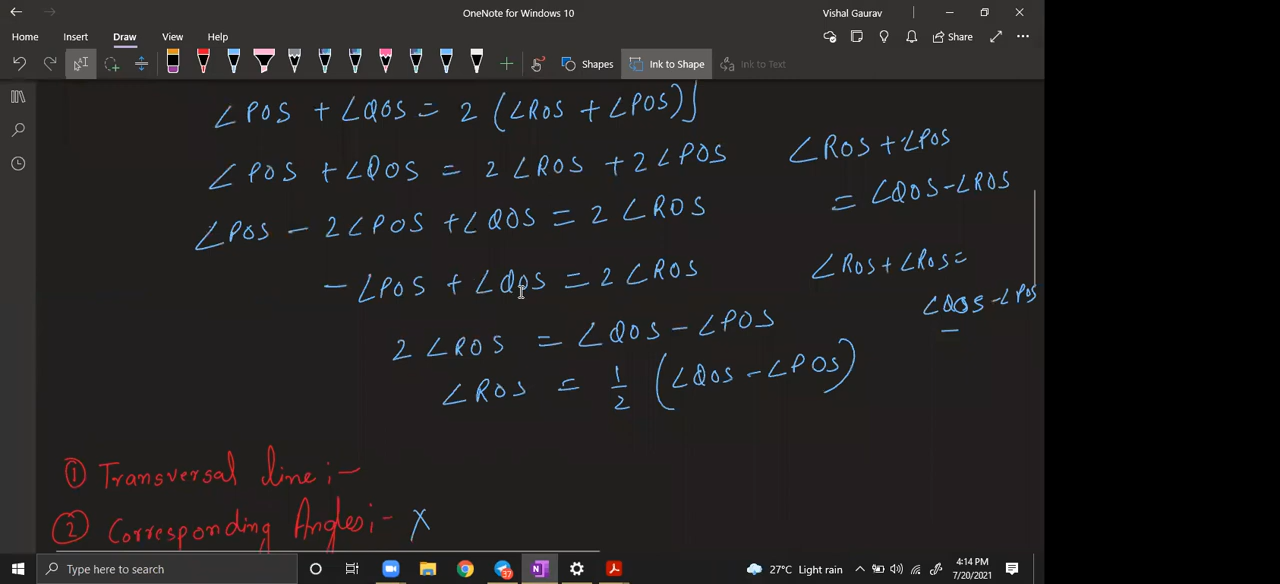 OneNote for Windows 10
Vishal Gaurav
Home Insert Draw View Help
Share
Shapes Ink to Shape Ink to Text
∠POS + ∠QOS = 2 (∠ROS + ∠POS)]
∠POS + ∠QOS = 2 ∠ROS + 2 ∠POS
∠POS - 2 ∠POS + ∠QOS = 2 ∠ROS
- ∠POS + ∠QOS = 2 ∠ROS
2 ∠ROS = ∠QOS - ∠POS
∠ROS = 1/2 (∠QOS - ∠POS)
∠ROS + ∠POS
= ∠QOS - ∠ROS
∠ROS + ∠ROS =
∠QOS - ∠POS
① Transversal line :-
② Corresponding Angles :- X
Type here to search
37
27°C Light rain
4:14 PM
7/20/2021